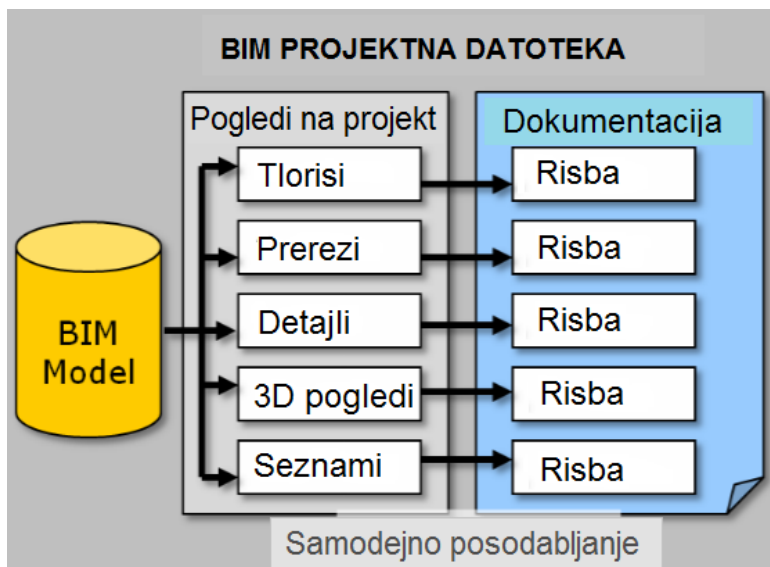 BIM PROJEKTNA DATOTEKA
Pogledi na projekt
Dokumentacija
BIM
Model
Tlorisi
Risba
Prerezi
Risba
Detajli
Risba
3D pogledi
Risba
Seznami
Risba
Samodejno posodabljanje